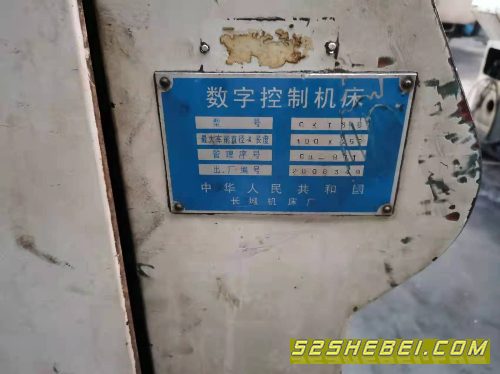 数字控制机床
型号
最大车削直径×长度 100×250
管理序号
出厂编号
中华人民共和国
长城机床厂
52SHEBEI.COM